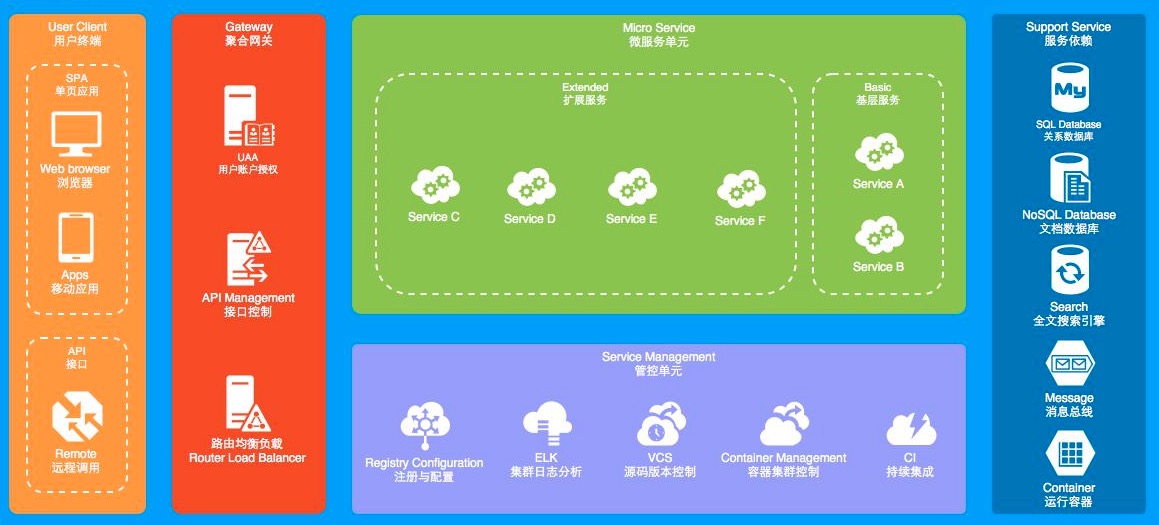 User Client
用户终端
SPA
单页应用
Web browser
浏览器
Apps
移动应用
API
接口
Remote
远程调用
Gateway
聚合网关
UAA
用户账户授权
API Management
接口控制
路由均衡负载
Router Load Balancer
Micro Service
微服务单元
Extended
扩展服务
Service C
Service D
Service E
Service F
Basic
基层服务
Service A
Service B
Service Management
管控单元
Registry Configuration
注册与配置
ELK
集群日志分析
VCS
源码版本控制
Container Management
容器集群控制
CI
持续集成
Support Service
服务依赖
My
SQL Database
关系数据库
NoSQL Database
文档数据库
Search
全文搜索引擎
Message
消息总线
Container
运行容器